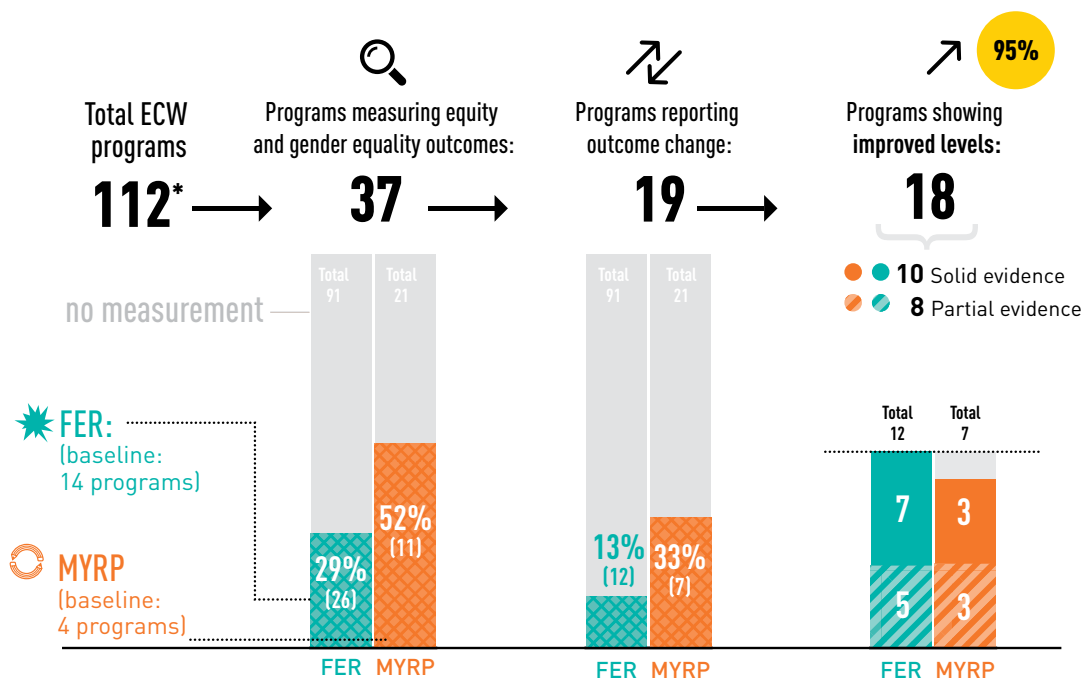 Total ECW
programs
112*
Programs measuring equity
and gender equality outcomes:
37
Programs reporting
outcome change:
19
95%
Programs showing
improved levels:
18
10 Solid evidence
8 Partial evidence
no measurement
Total
91
Total
21
Total
91
Total
21
FER:
(baseline:
14 programs)
MYRP
(baseline:
4 programs)
29%
(26)
52%
(11)
13%
(12)
33%
(7)
Total
12
Total
7
7
3
5
3
FER MYRP
FER MYRP
FER MYRP